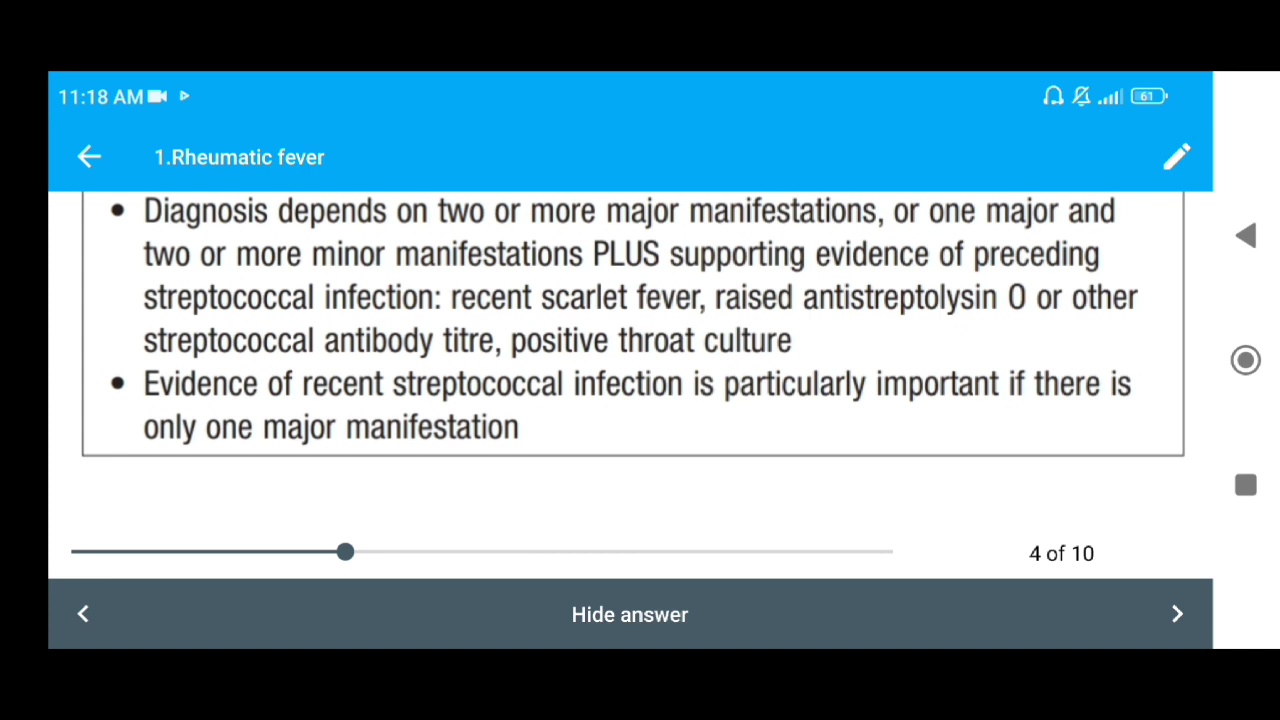 11:18 AM
61
1.Rheumatic fever
• Diagnosis depends on two or more major manifestations, or one major and
two or more minor manifestations PLUS supporting evidence of preceding
streptococcal infection: recent scarlet fever, raised antistreptolysin O or other
streptococcal antibody titre, positive throat culture
• Evidence of recent streptococcal infection is particularly important if there is
only one major manifestation
4 of 10
Hide answer